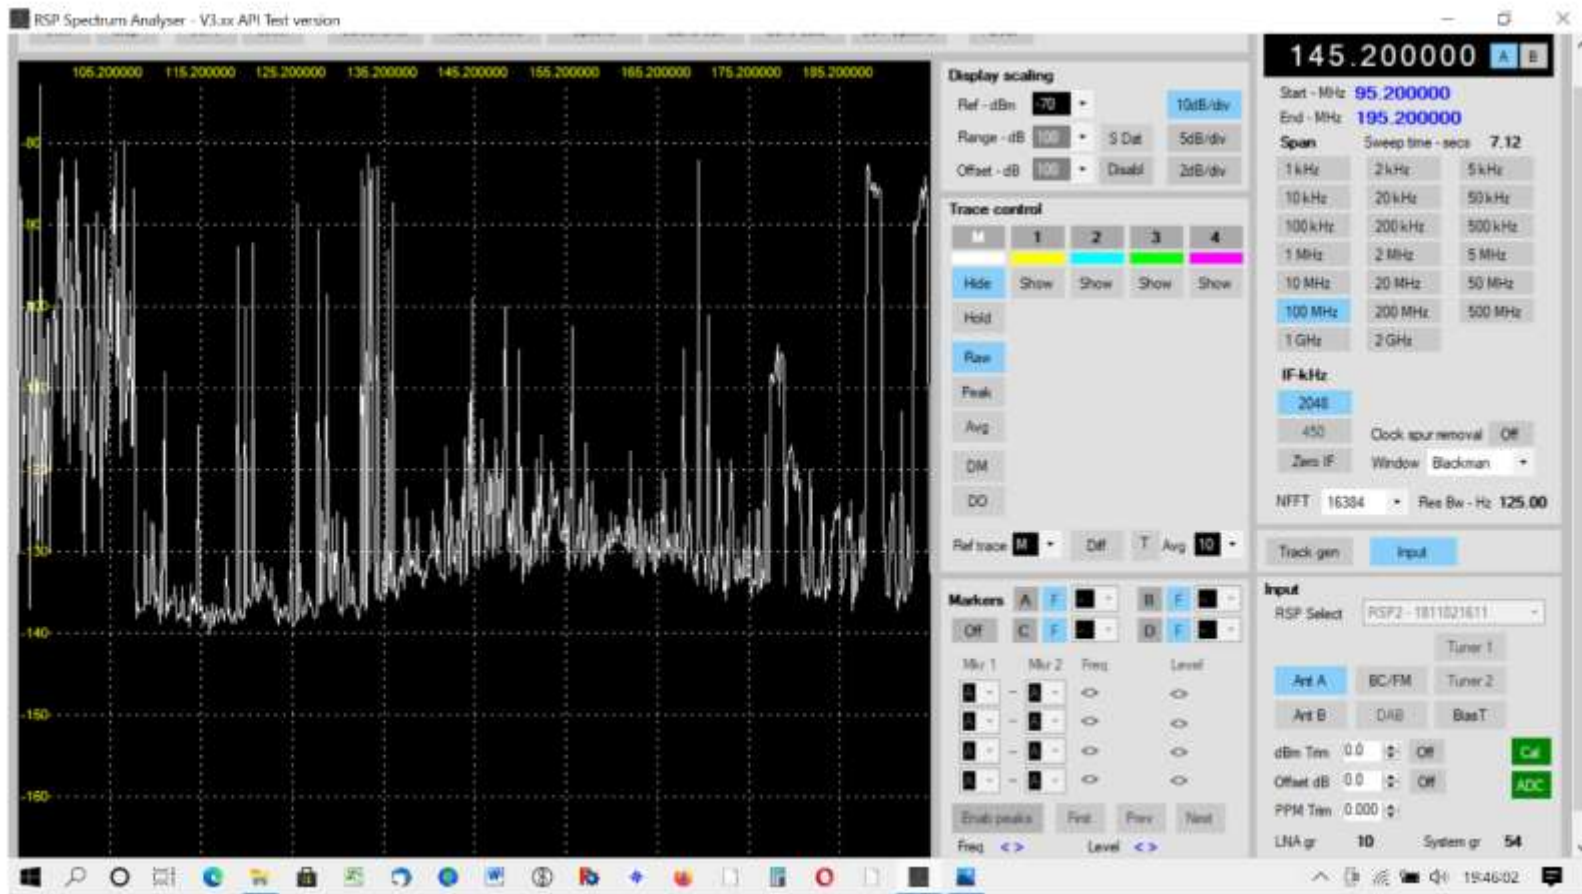 RSP Spectrum Analyser - V3.xx API Test version
105.200000 115.200000 125.200000 135.200000 145.200000 155.200000 165.200000 175.200000 185.200000
-80
-90
-100
-110
-120
-130
-140
-150
-160
Display scaling
Ref - dBm -70 10dB/div
Range - dB 100 S Dat 5dB/div
Offset - dB 100 Disabl 2dB/div
Trace control
M 1 2 3 4
Hide Show Show Show Show
Hold
Raw
Peak
Avg
DM
DO
Ref trace M Diff T Avg 10
Markers A F - B F -
Off C F - D F -
Mkr 1 Mkr 2 Freq Level
A - A <> <>
A - A <> <>
A - A <> <>
A - A <> <>
Enab peaks First Prev Next
Freq <> Level <>
145.200000 A B
Start - MHz 95.200000
End - MHz 195.200000
Span Sweep time - secs 7.12
1 kHz 2 kHz 5 kHz
10 kHz 20 kHz 50 kHz
100 kHz 200 kHz 500 kHz
1 MHz 2 MHz 5 MHz
10 MHz 20 MHz 50 MHz
100 MHz 200 MHz 500 MHz
1 GHz 2 GHz
IF-kHz
2048
450 Clock spur removal Off
Zero IF Window Blackman
NFFT 16384 Res Bw - Hz 125.00
Track gen Input
Input
RSP Select RSP2 - 1811021611
Tuner 1
Ant A BC/FM Tuner 2
Ant B DAB BiasT
dBm Trim 0.0 Off Cal
Offset dB 0.0 Off ADC
PPM Trim 0.000
LNA gr 10 System gr 54
19:46:02